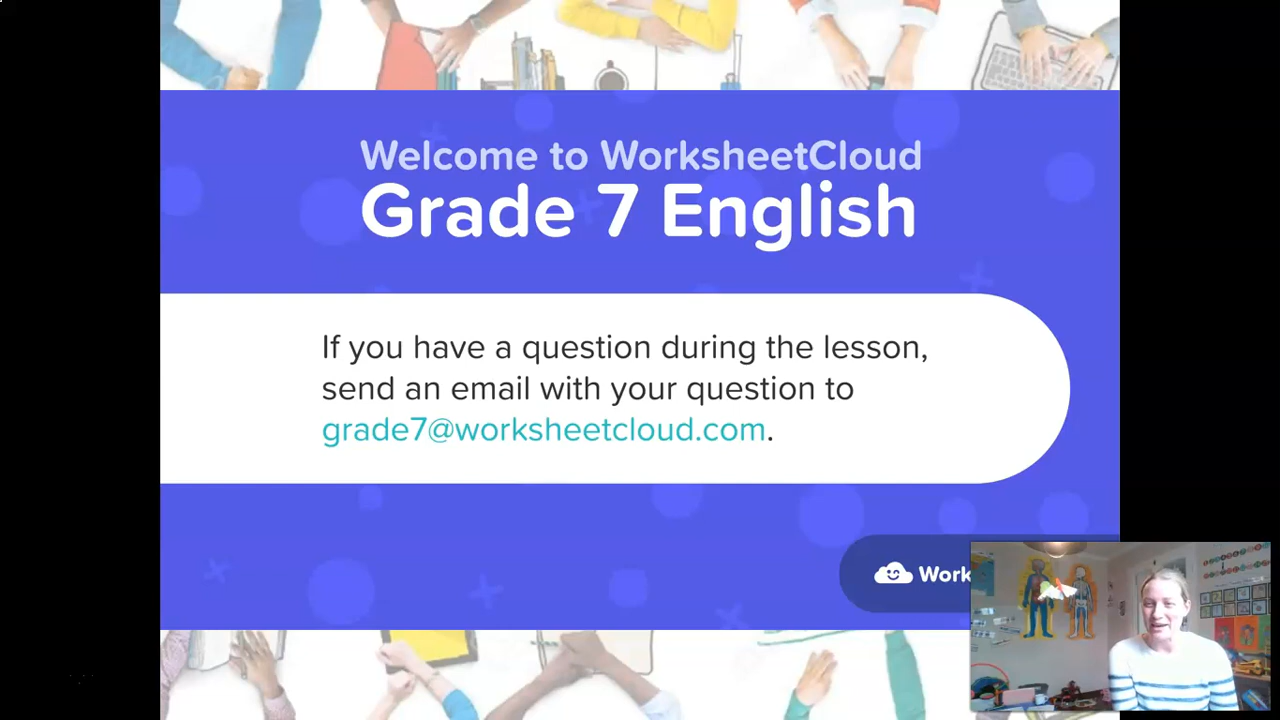 Welcome to WorksheetCloud
Grade 7 English
If you have a question during the lesson,
send an email with your question to
grade7@worksheetcloud.com.
Work